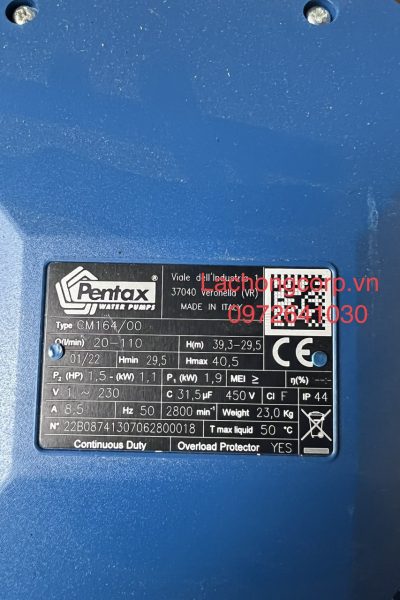 Pentax ®
WATER PUMPS
Viale dell'Industria 1
37040 Veronella (VR)
MADE IN ITALY
Lachongcorp.vn
0972641030
Type CM164/00
Q(l/min) 20-110 H(m) 39,3-29,5
01/22 Hmin 29,5 Hmax 40,5
CE
P₂ (HP) 1,5-(kW) 1,1 P₁ (kW) 1,9 MEI ≥ η(%) --
V 1 ~ 230 C 31,5 µF 450 V Cl F IP 44
A 8,5 Hz 50 2800 min⁻¹ Weight 23,0 Kg
N° 22B08741307062800018 T max liquid 50 °C
Continuous Duty Overload Protector YES